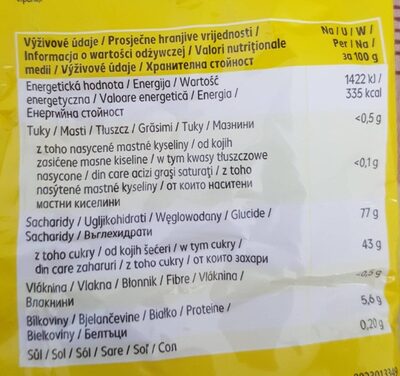 Výživové údaje / Prosječne hranjive vrijednosti /
Informacja o wartości odżywczej / Valori nutriționale
medii / Výživové údaje / Хранителна стойност
Na / U / W /
Per / Na /
за 100 g
Energetická hodnota / Energija / Wartość
energetyczna / Valoare energetică / Energia /
Енергийна стойност
1422 kJ /
335 kcal
Tuky / Masti / Tłuszcz / Grăsimi / Tuky / Мазнини
<0,5 g
z toho nasycené mastné kyseliny / od kojih
zasićene masne kiseline / w tym kwasy tłuszczowe
nasycone / din care acizi grași saturați / z toho
nasýtené mastné kyseliny / от които наситени
мастни киселини
<0,1 g
Sacharidy / Ugljikohidrati / Węglowodany / Glucide /
Sacharidy / Въглехидрати
77 g
z toho cukry / od kojih šećeri / w tym cukry /
din care zaharuri / z toho cukry / от които захари
43 g
Vláknina / Vlakna / Błonnik / Fibre / Vláknina /
Влакнини
<0,5 g
Bílkoviny / Bjelančevine / Białko / Proteine /
Bielkoviny / Белтъци
5,6 g
Sůl / Sol / Sól / Sare / Soľ / Сол
0,20 g